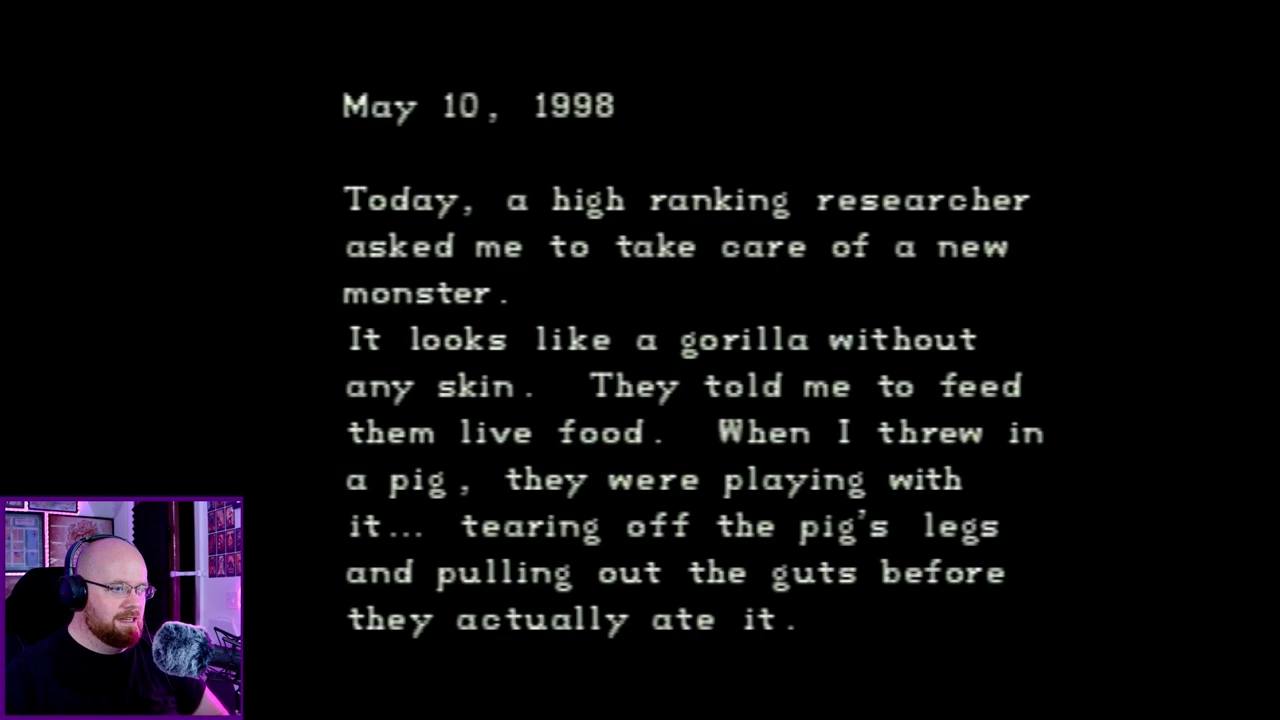 May 10, 1998
Today, a high ranking researcher
asked me to take care of a new
monster.
It looks like a gorilla without
any skin. They told me to feed
them live food. When I threw in
a pig, they were playing with
it... tearing off the pig's legs
and pulling out the guts before
they actually ate it.